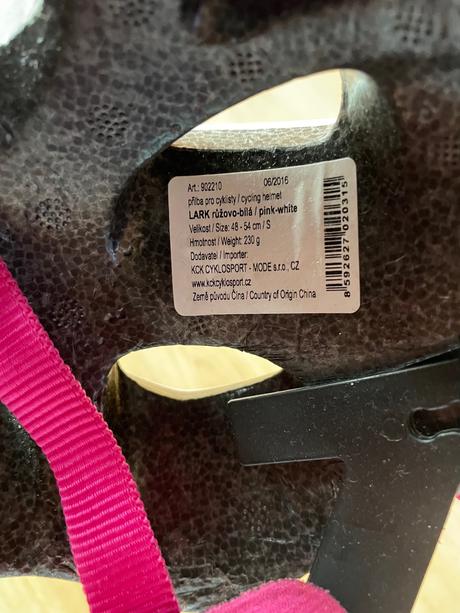 Art.: 902210 06/2016
přilba pro cyklisty / cycling helmet
LARK růžovo-bílá / pink-white
Velikost / Size: 48 - 54 cm / S
Hmotnost / Weight: 230 g
Dodavatel / Importer:
KCK CYKLOSPORT - MODE s.r.o., CZ
www.kckcyklosport.cz
Země původu Čína / Country of Origin China
8 592627 020315